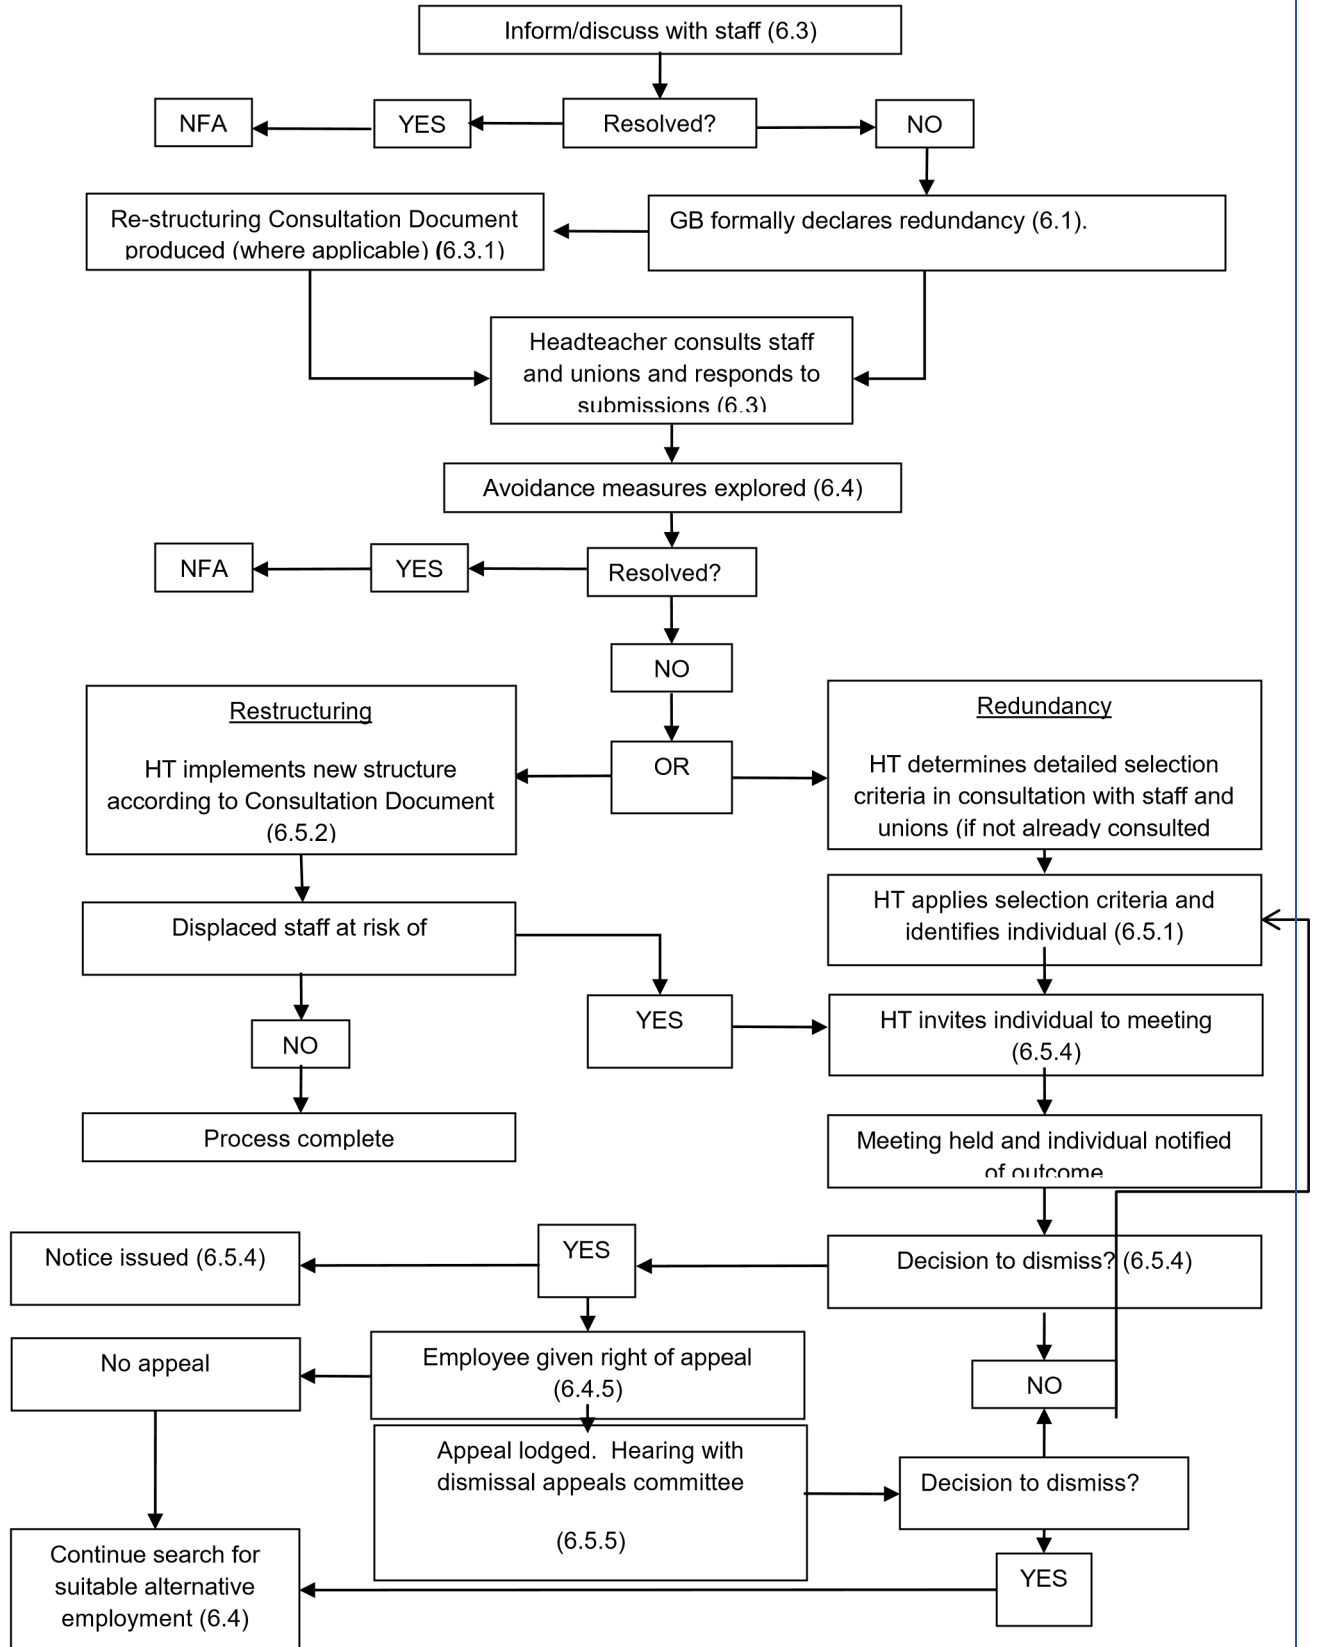 Inform/discuss with staff (6.3)
NFA
YES
Resolved?
NO
Re-structuring Consultation Document
produced (where applicable) (6.3.1)
GB formally declares redundancy (6.1).
Headteacher consults staff
and unions and responds to
submissions (6.3)
Avoidance measures explored (6.4)
NFA
YES
Resolved?
NO
Restructuring
HT implements new structure
according to Consultation Document
(6.5.2)
OR
Redundancy
HT determines detailed selection
criteria in consultation with staff and
unions (if not already consulted
HT applies selection criteria and
identifies individual (6.5.1)
Displaced staff at risk of
YES
HT invites individual to meeting
(6.5.4)
NO
Process complete
Meeting held and individual notified
of outcome
Notice issued (6.5.4)
YES
Decision to dismiss? (6.5.4)
No appeal
Employee given right of appeal
(6.4.5)
NO
Appeal lodged.  Hearing with
dismissal appeals committee
(6.5.5)
Decision to dismiss?
Continue search for
suitable alternative
employment (6.4)
YES